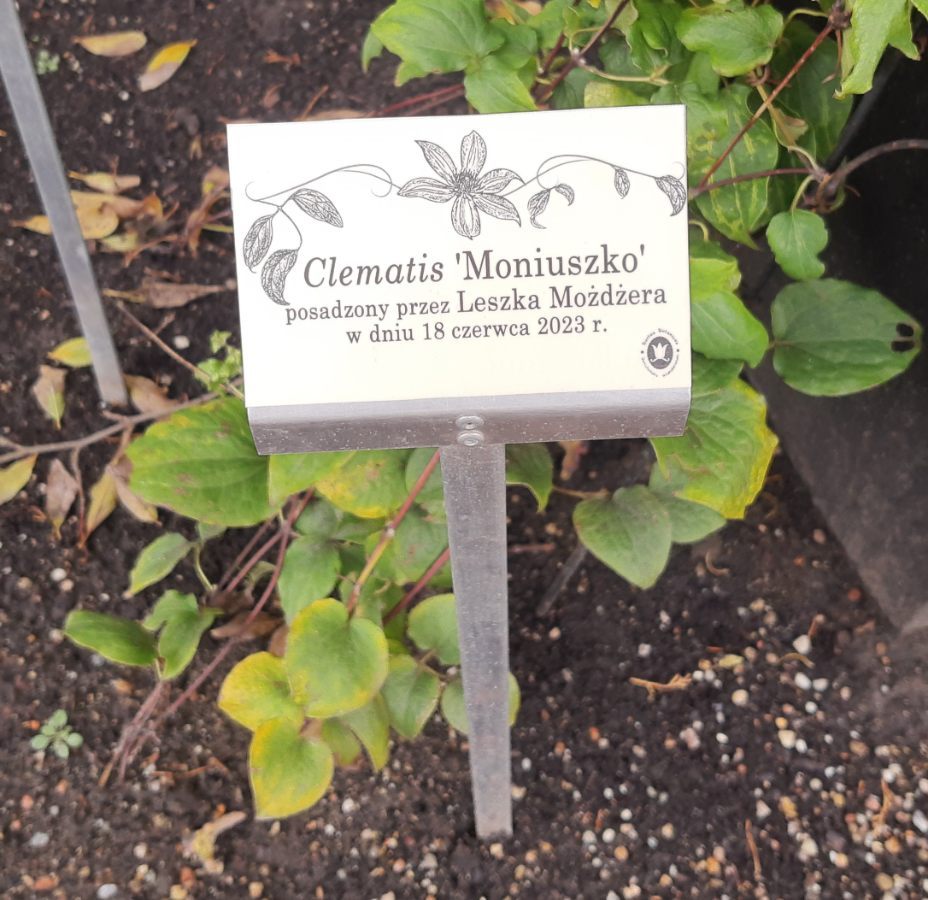 Clematis 'Moniuszko'
posadzony przez Leszka Możdżera
w dniu 18 czerwca 2023 r.